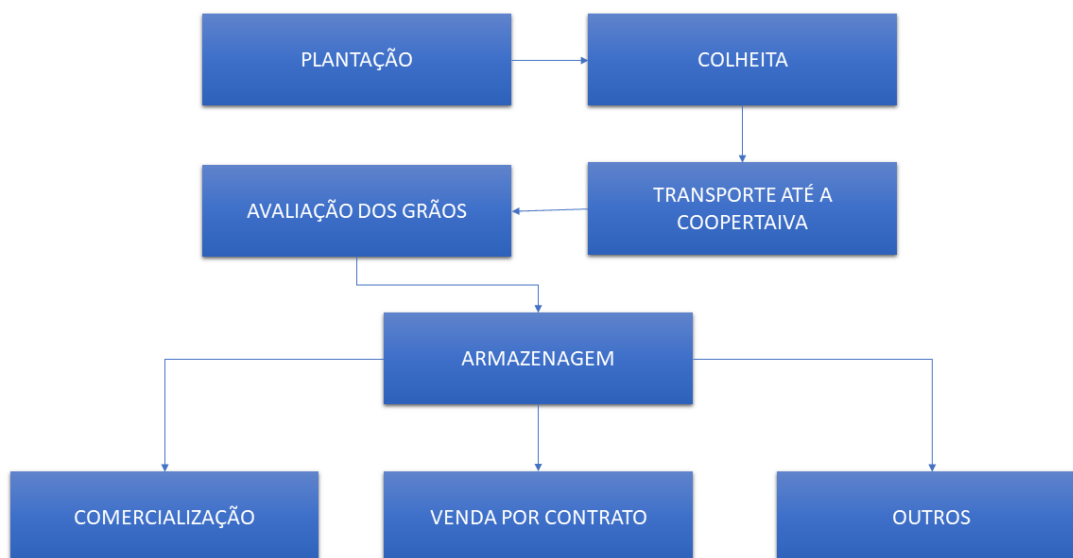 PLANTAÇÃO
COLHEITA
TRANSPORTE ATÉ A
COOPERTAIVA
AVALIAÇÃO DOS GRÃOS
ARMAZENAGEM
COMERCIALIZAÇÃO
VENDA POR CONTRATO
OUTROS